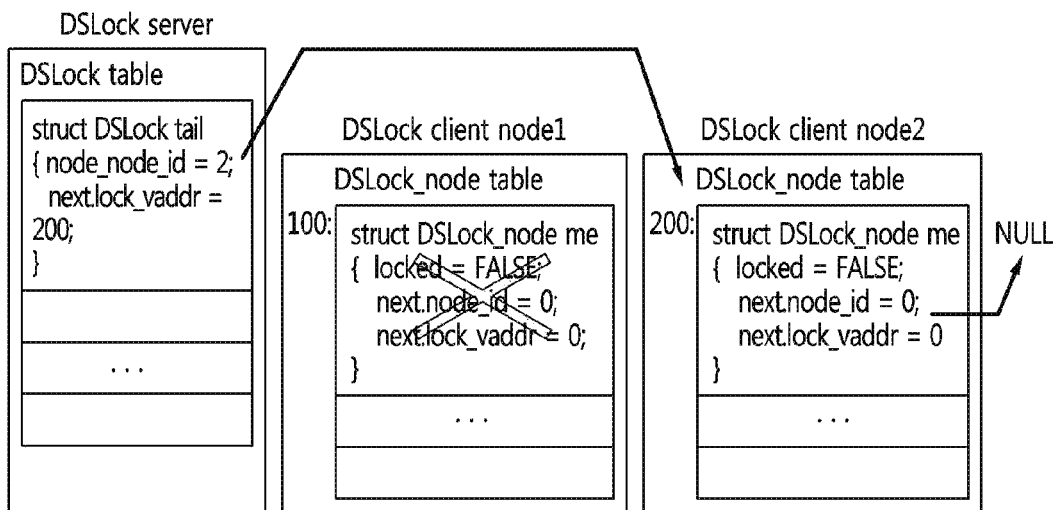 DSLock server
DSLock table
struct DSLock tail
{ node_node_id = 2;
next.lock_vaddr =
200;
}
. . .
DSLock client node1
DSLock_node table
100:
struct DSLock_node me
{ locked = FALSE;
next.node_id = 0;
next.lock_vaddr = 0;
}
. . .
DSLock client node2
DSLock_node table
200:
struct DSLock_node me
{ locked = FALSE;
next.node_id = 0;
next.lock_vaddr = 0
}
. . .
NULL